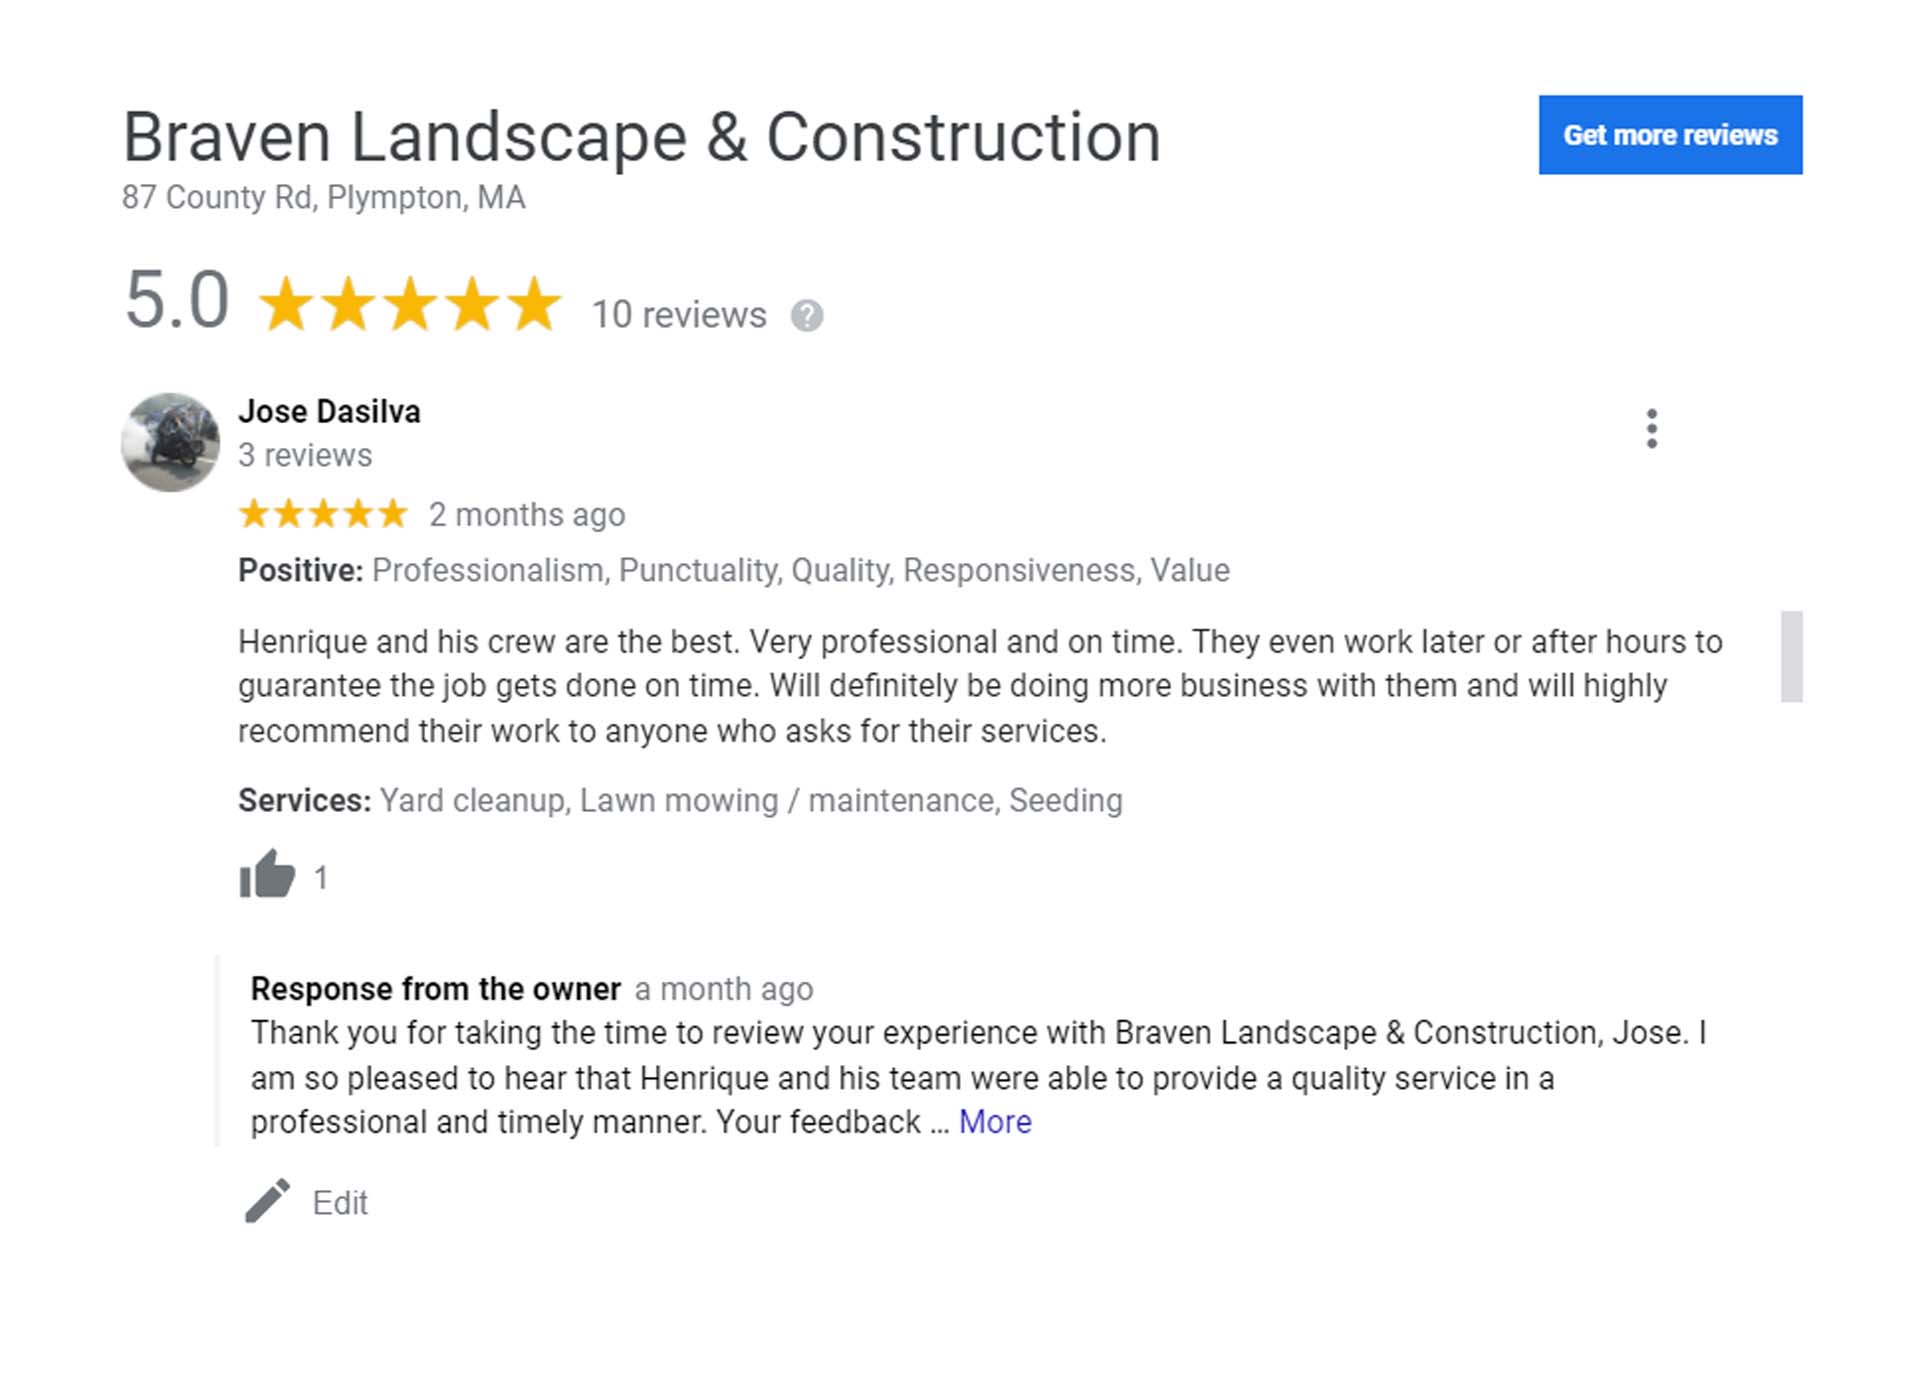 Braven Landscape & Construction
Get more reviews
87 County Rd, Plympton, MA
5.0 10 reviews ?
Jose Dasilva
3 reviews
2 months ago
Positive: Professionalism, Punctuality, Quality, Responsiveness, Value
Henrique and his crew are the best. Very professional and on time. They even work later or after hours to
guarantee the job gets done on time. Will definitely be doing more business with them and will highly
recommend their work to anyone who asks for their services.
Services: Yard cleanup, Lawn mowing / maintenance, Seeding
1
Response from the owner a month ago
Thank you for taking the time to review your experience with Braven Landscape & Construction, Jose. I
am so pleased to hear that Henrique and his team were able to provide a quality service in a
professional and timely manner. Your feedback ... More
Edit